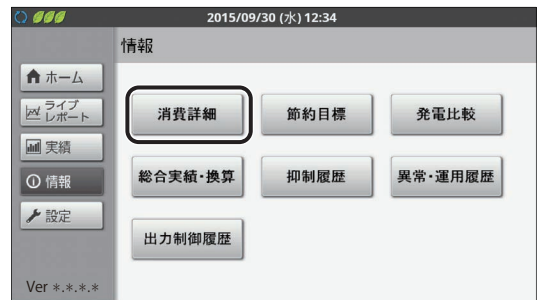 2015/09/30 (水) 12:34
情報
ホーム
ライブ
レポート
実績
情報
設定
Ver *.*.*.*
消費詳細
節約目標
発電比較
総合実績・換算
抑制履歴
異常・運用履歴
出力制御履歴